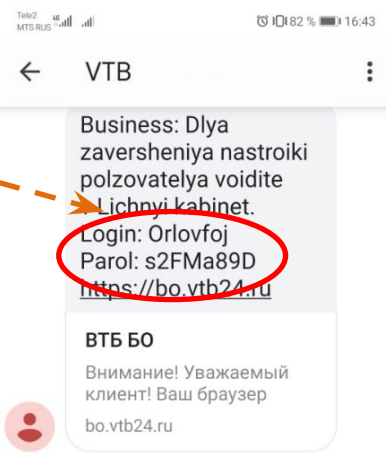 Tele2
MTS RUS 4G 82 % 16:43
VTB
Business: Dlya
zaversheniya nastroiki
polzovatelya voidite
Lichnyi kabinet.
Login: Orlovfoj
Parol: s2FMa89D
https://bo.vtb24.ru
ВТБ БО
Внимание! Уважаемый
клиент! Ваш браузер
bo.vtb24.ru